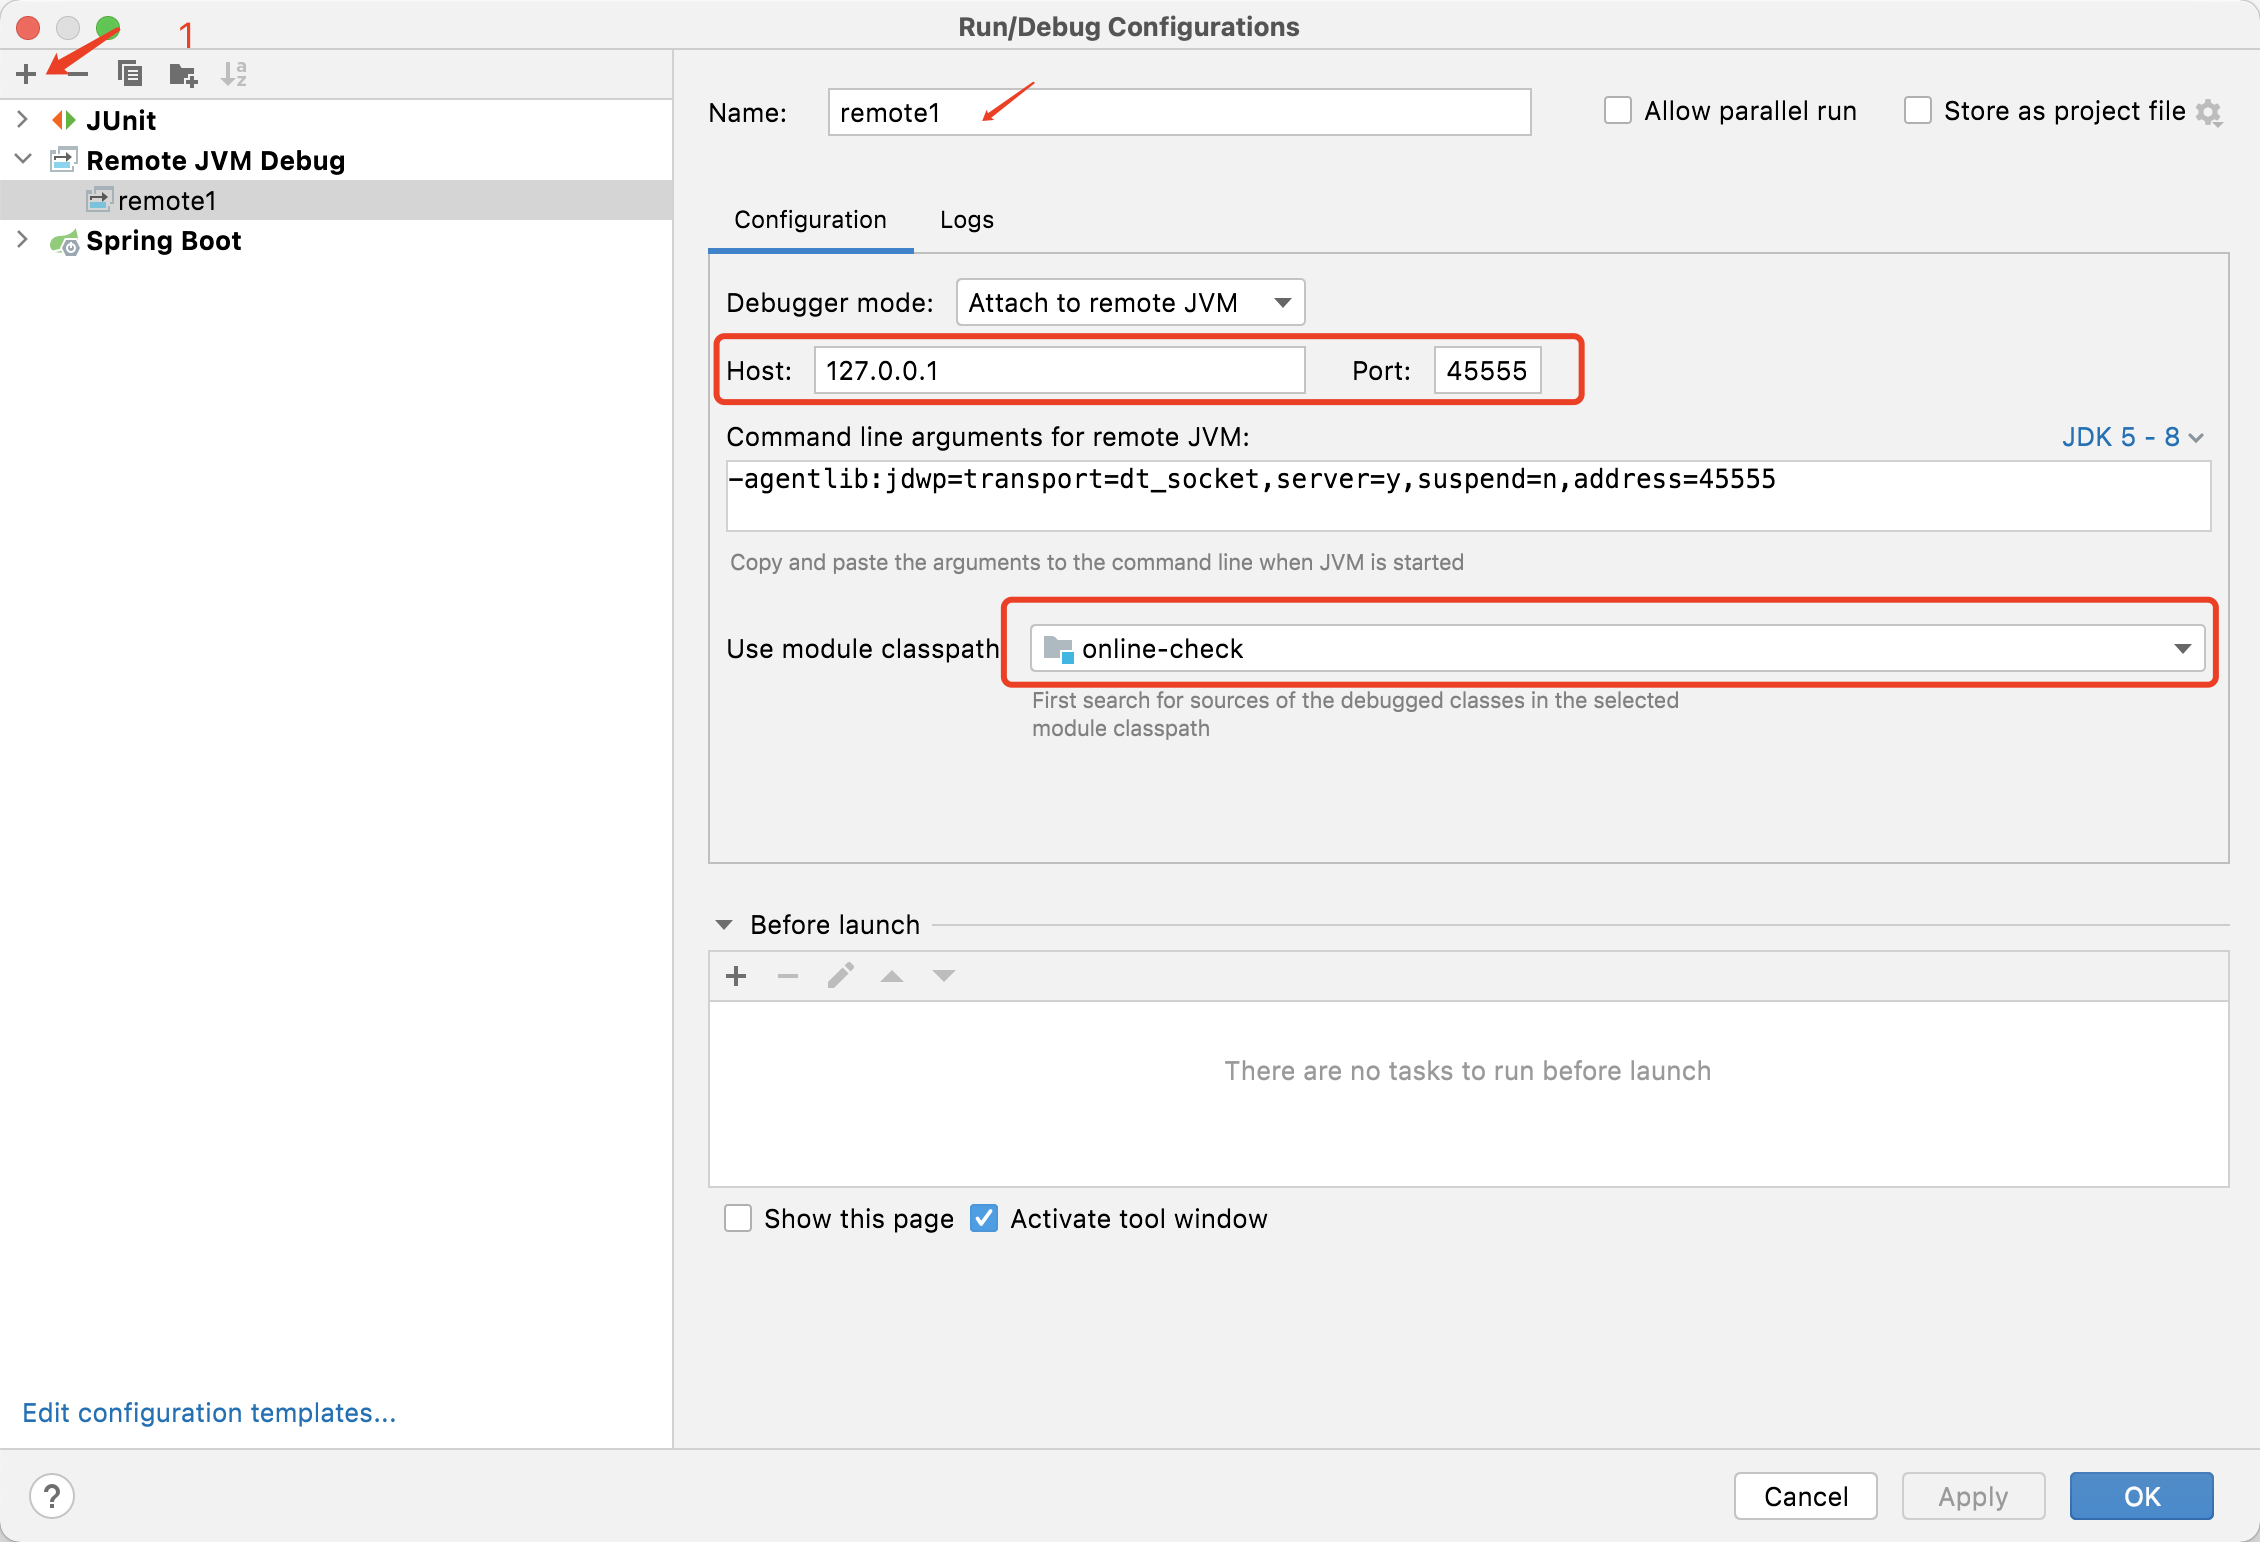 Run/Debug Configurations
1
JUnit
Remote JVM Debug
remote1
Spring Boot
Edit configuration templates...
Name: remote1
Allow parallel run
Store as project file
Configuration Logs
Debugger mode: Attach to remote JVM
Host: 127.0.0.1 Port: 45555
Command line arguments for remote JVM: JDK 5 - 8
-agentlib:jdwp=transport=dt_socket,server=y,suspend=n,address=45555
Copy and paste the arguments to the command line when JVM is started
Use module classpath online-check
First search for sources of the debugged classes in the selected
module classpath
Before launch
There are no tasks to run before launch
Show this page Activate tool window
? Cancel Apply OK